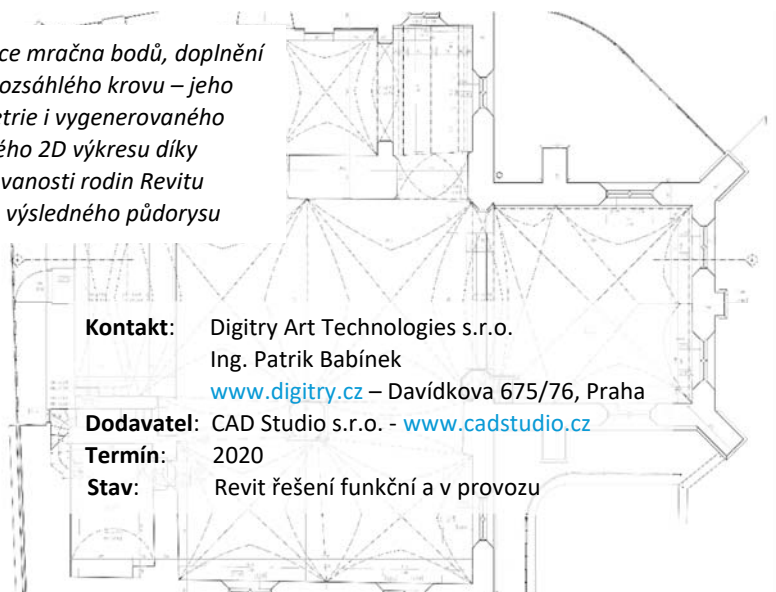 ce mračna bodů, doplnění
ozsáhlého krovu – jeho
etrie i vygenerovaného
ého 2D výkresu díky
vanosti rodin Revitu
výsledného půdorysu
Kontakt: Digitry Art Technologies s.r.o.
Ing. Patrik Babínek
www.digitry.cz – Davídkova 675/76, Praha
Dodavatel: CAD Studio s.r.o. - www.cadstudio.cz
Termín: 2020
Stav: Revit řešení funkční a v provozu